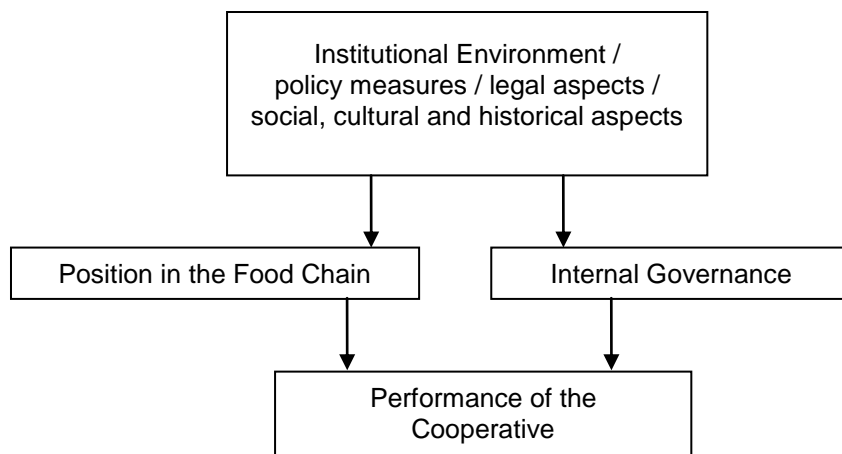 Institutional Environment /
policy measures / legal aspects /
social, cultural and historical aspects
Position in the Food Chain
Internal Governance
Performance of the
Cooperative